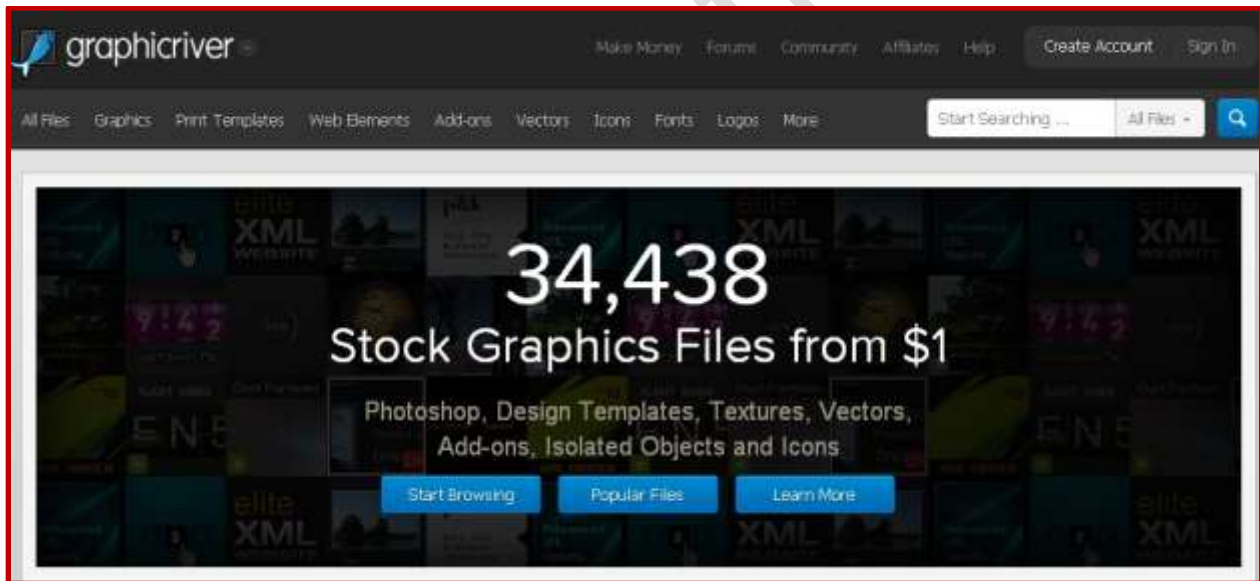 graphicriver
Make Money Forums Community Affiliates Help Create Account Sign In
All Files Graphics Print Templates Web Elements Add-ons Vectors Icons Fonts Logos More Start Searching ... All Files
34,438
Stock Graphics Files from $1
Photoshop, Design Templates, Textures, Vectors,
Add-ons, Isolated Objects and Icons
Start Browsing Popular Files Learn More